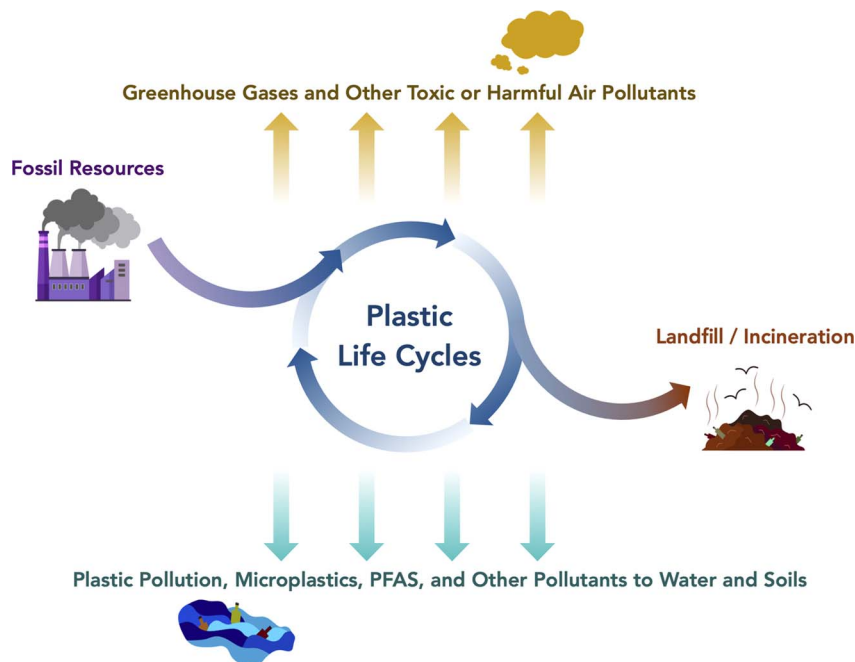 Greenhouse Gases and Other Toxic or Harmful Air Pollutants
Fossil Resources
Plastic
Life Cycles
Landfill / Incineration
Plastic Pollution, Microplastics, PFAS, and Other Pollutants to Water and Soils